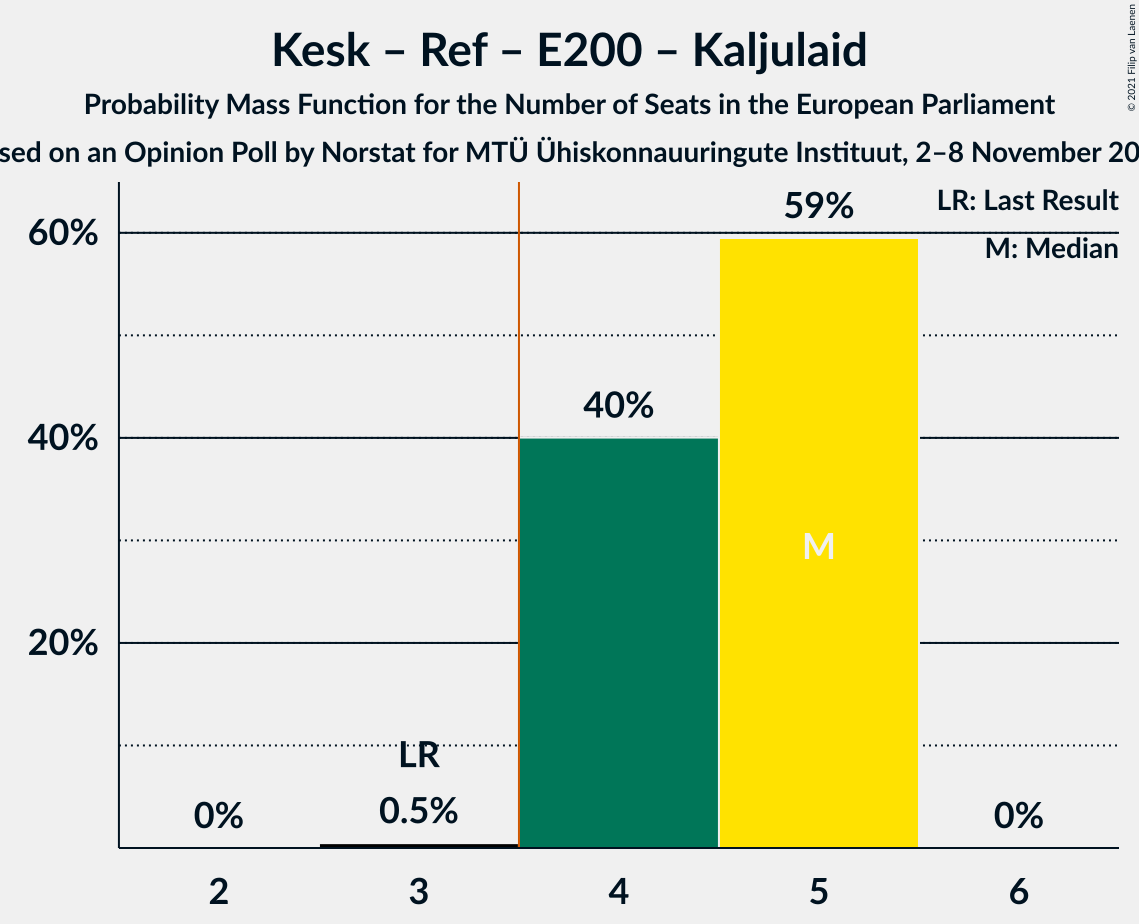 Kesk – Ref – E200 – Kaljulaid
Probability Mass Function for the Number of Seats in the European Parliament
sed on an Opinion Poll by Norstat for MTÜ Ühiskonnauuringute Instituut, 2–8 November 20
© 2021 Filip van Laenen
LR: Last Result
M: Median
60%
40%
20%
0%
LR
0.5%
40%
59%
M
0%
2
3
4
5
6